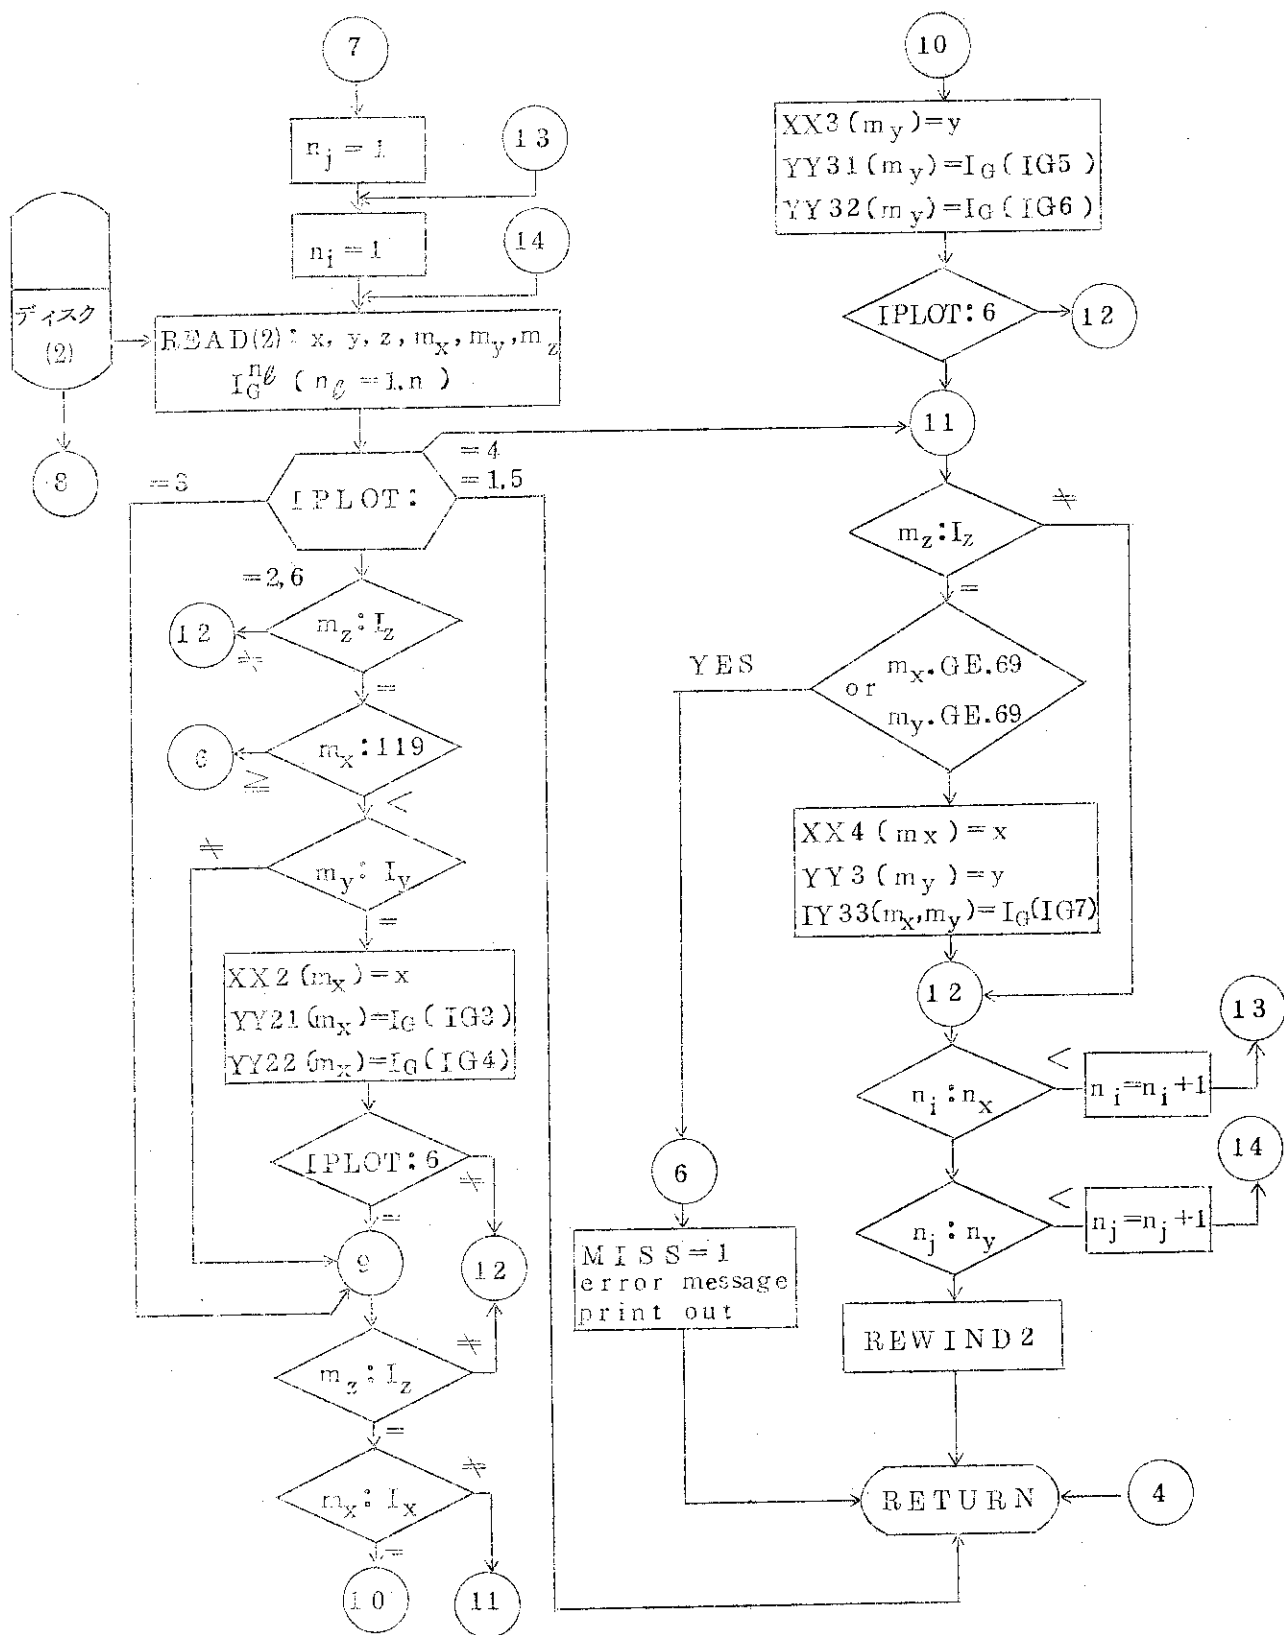 7
n_j = 1
13
n_i = 1
14
ディスク
(2)
READ(2): x, y, z, m_x, m_y, m_z
I_G^{nℓ} ( n_ℓ = 1.n )
8
=3
IPLOT:
=4
=1.5
=2,6
m_z : I_z
12
≠
=
m_x : 119
6
≧
<
m_y : I_y
≠
=
XX2(m_x)=x
YY21(m_x)=I_G(IG3)
YY22(m_x)=I_G(IG4)
IPLOT:6
≠
=
9
12
m_z : I_z
≠
=
m_x : I_x
≠
=
10
11
10
XX3(m_y)=y
YY31(m_y)=I_G(IG5)
YY32(m_y)=I_G(IG6)
IPLOT:6
12
11
m_z : I_z
≠
=
YES
or
m_x.GE.69
m_y.GE.69
XX4(m_x)=x
YY3(m_y)=y
IY33(m_x,m_y)=I_G(IG7)
12
13
n_i : n_x
<
n_i=n_i+1
14
n_j : n_y
<
n_j=n_j+1
6
MISS=1
error message
print out
REWIND2
RETURN
4